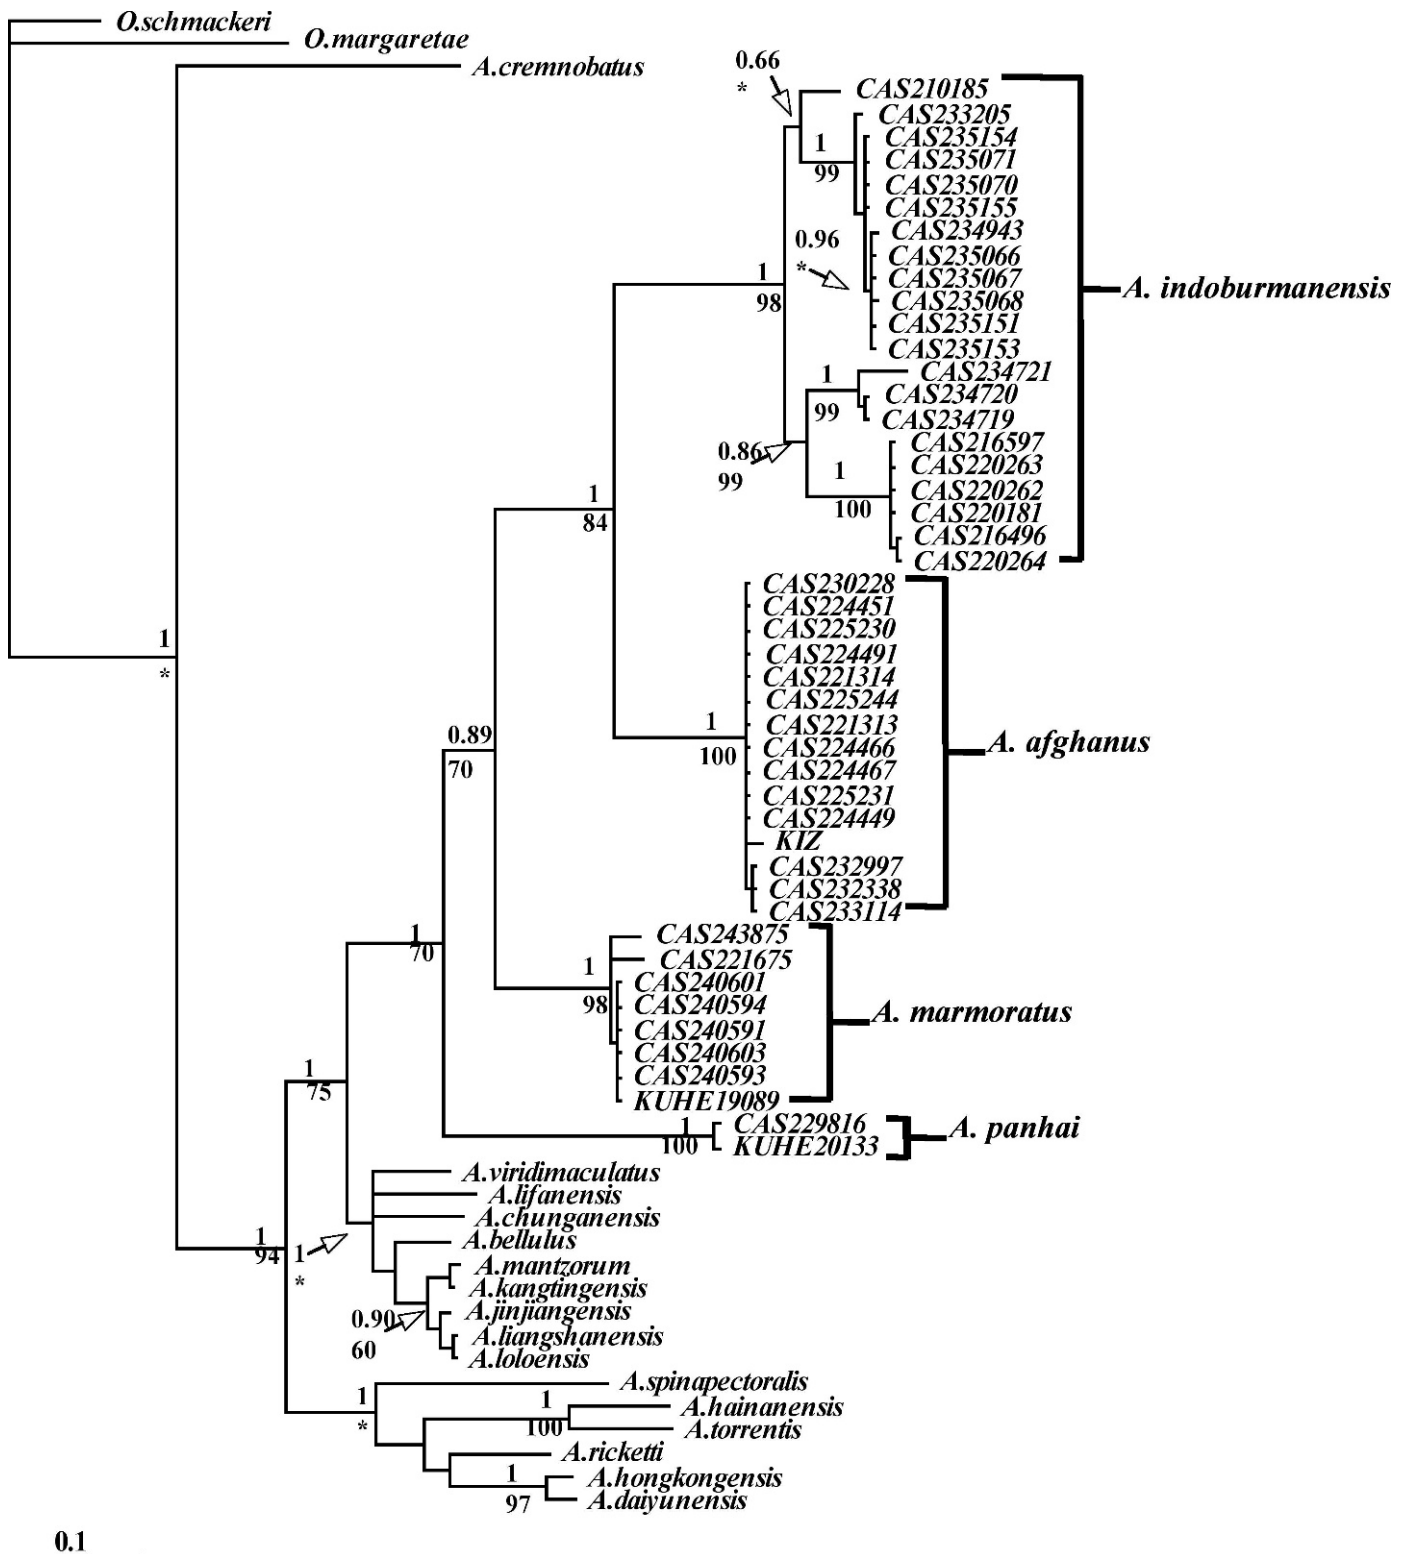 O.schmackeri
O.margaretae
A.cremnobatus
0.66
*
CAS210185
CAS233205
1
CAS235154
CAS235071
99
CAS235070
CAS235155
CAS234943
0.96
*
CAS235066
CAS235067
1
98
CAS235068
CAS235151
CAS235153
A. indoburmanensis
1
CAS234721
CAS234720
99
CAS234719
0.86
99
CAS216597
1
CAS220263
CAS220262
100
CAS220181
CAS216496
CAS220264
1
84
CAS230228
CAS224451
CAS225230
CAS224491
CAS221314
CAS225244
1
CAS221313
100
CAS224466
CAS224467
CAS225231
CAS224449
KIZ
CAS232997
CAS232338
CAS233114
A. afghanus
1
*
0.89
70
1
70
CAS243875
1
CAS221675
CAS240601
98
CAS240594
CAS240591
CAS240603
CAS240593
KUHE19089
A. marmoratus
1
75
1
CAS229816
100
KUHE20133
A. panhai
A.viridimaculatus
A.lifanensis
A.chunganensis
1
94
1
*
A.bellulus
A.mantzorum
A.kangtingensis
0.90
60
A.jinjiangensis
A.liangshanensis
A.loloensis
A.spinapectoralis
1
*
1
A.hainanensis
100
A.torrentis
A.ricketti
1
A.hongkongensis
97
A.daiyunensis
0.1